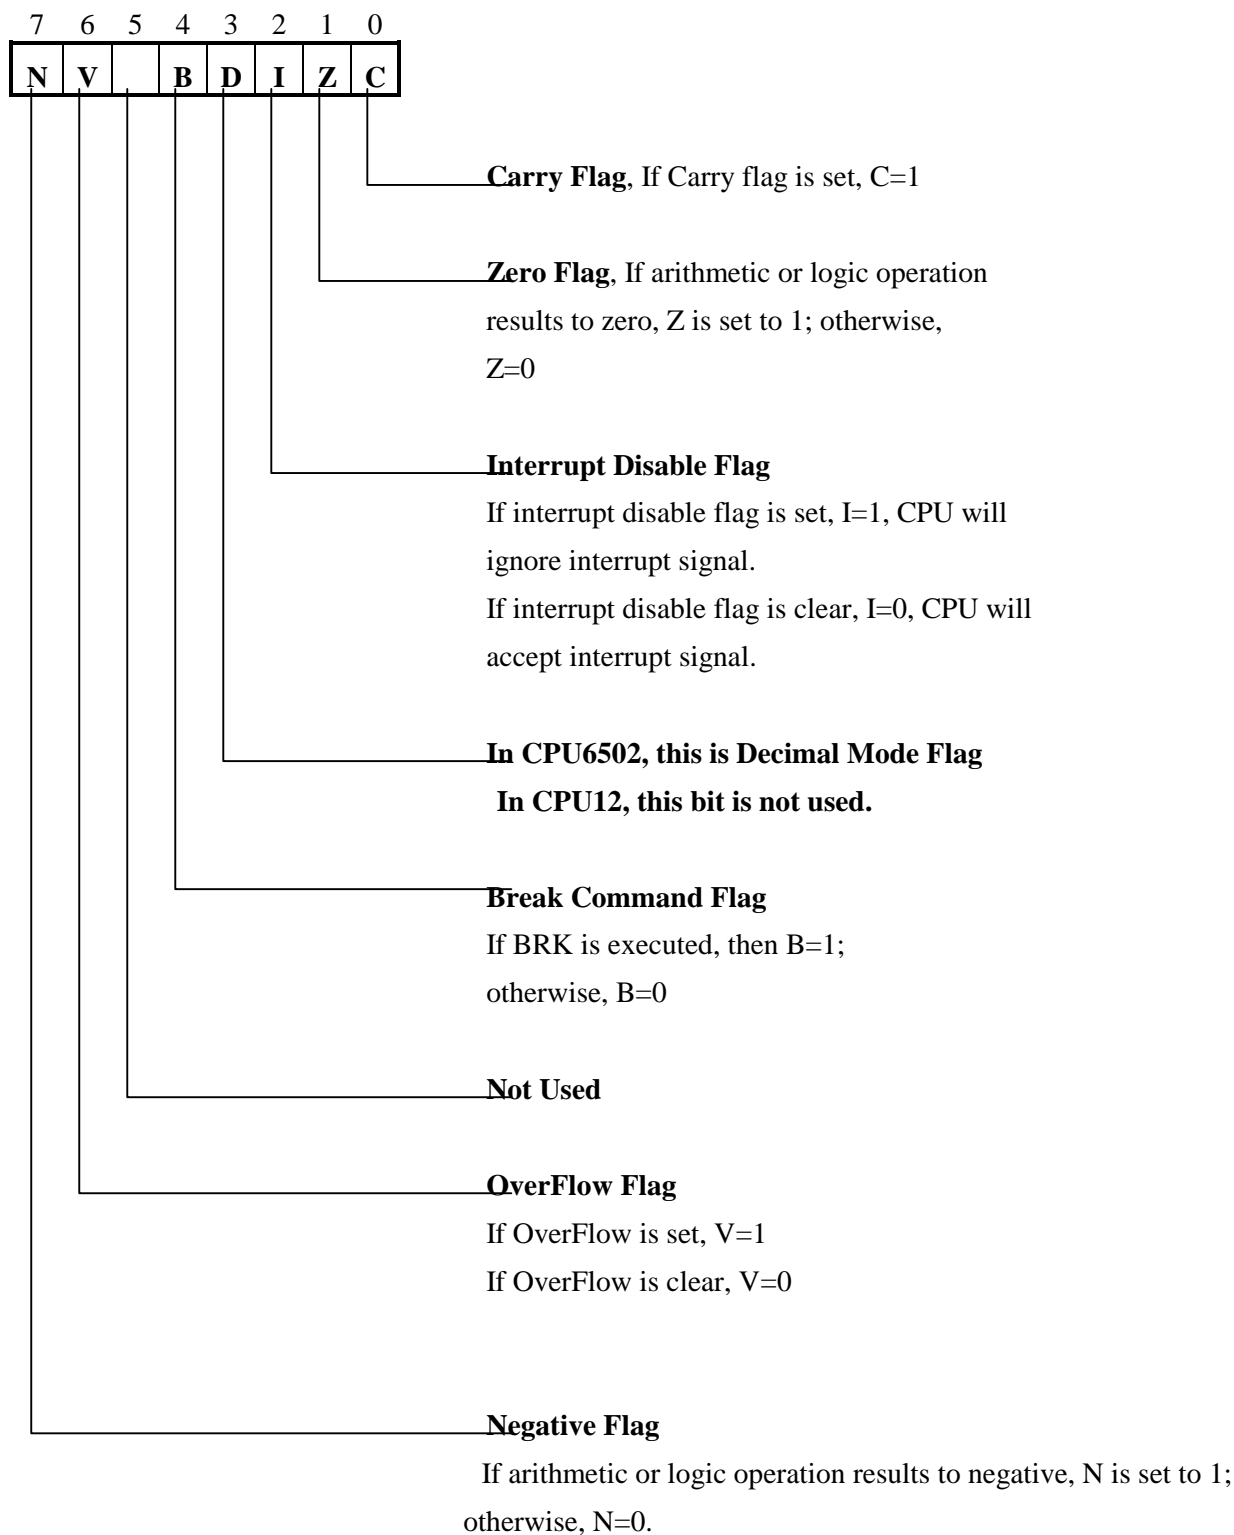 7 6 5 4 3 2 1 0
N V B D I Z C
Carry Flag, If Carry flag is set, C=1
Zero Flag, If arithmetic or logic operation
results to zero, Z is set to 1; otherwise,
Z=0
Interrupt Disable Flag
If interrupt disable flag is set, I=1, CPU will
ignore interrupt signal.
If interrupt disable flag is clear, I=0, CPU will
accept interrupt signal.
In CPU6502, this is Decimal Mode Flag
In CPU12, this bit is not used.
Break Command Flag
If BRK is executed, then B=1;
otherwise, B=0
Not Used
OverFlow Flag
If OverFlow is set, V=1
If OverFlow is clear, V=0
Negative Flag
If arithmetic or logic operation results to negative, N is set to 1;
otherwise, N=0.